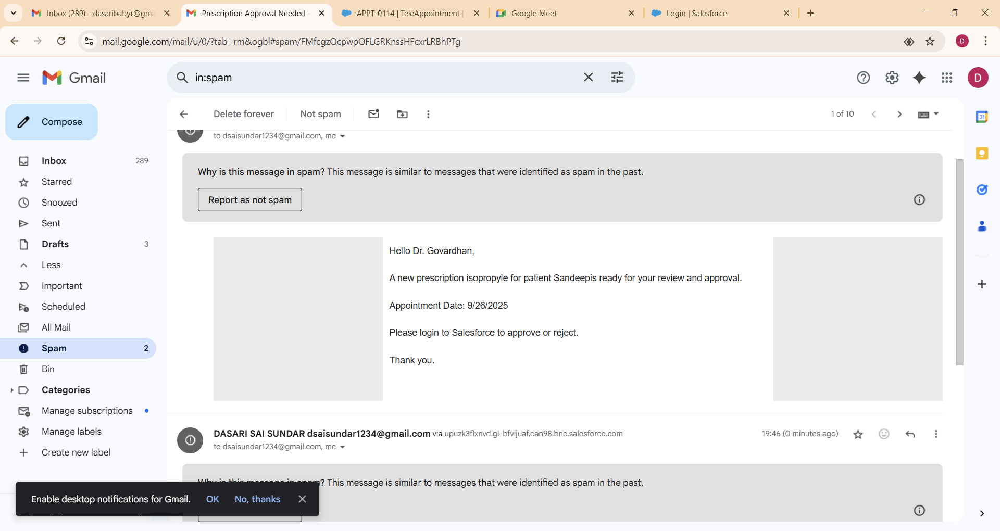 Inbox (289) - dasaribabyr@gma
Prescription Approval Needed -
APPT-0114 | TeleAppointment |
Google Meet
Login | Salesforce
mail.google.com/mail/u/0/?tab=rm&ogbl#spam/FMfcgzQcpwpQFLGRKnssHFcxrLRBhPTg
D
Gmail
in:spam
D
Compose
Delete forever
Not spam
1 of 10
31
Inbox 289
Starred
Snoozed
Sent
Drafts 3
Less
Important
Scheduled
All Mail
Spam 2
Bin
Categories
Manage subscriptions
Manage labels
Create new label
to dsaisundar1234@gmail.com, me
Why is this message in spam? This message is similar to messages that were identified as spam in the past.
Report as not spam
Hello Dr. Govardhan,
A new prescription isopropyle for patient Sandeepis ready for your review and approval.
Appointment Date: 9/26/2025
Please login to Salesforce to approve or reject.
Thank you.
DASARI SAI SUNDAR dsaisundar1234@gmail.com via upuzk3flxnvd.gl-bfvijuaf.can98.bnc.salesforce.com
19:46 (0 minutes ago)
to dsaisundar1234@gmail.com, me
Why is this message in spam? This message is similar to messages that were identified as spam in the past.
Enable desktop notifications for Gmail. OK No, thanks